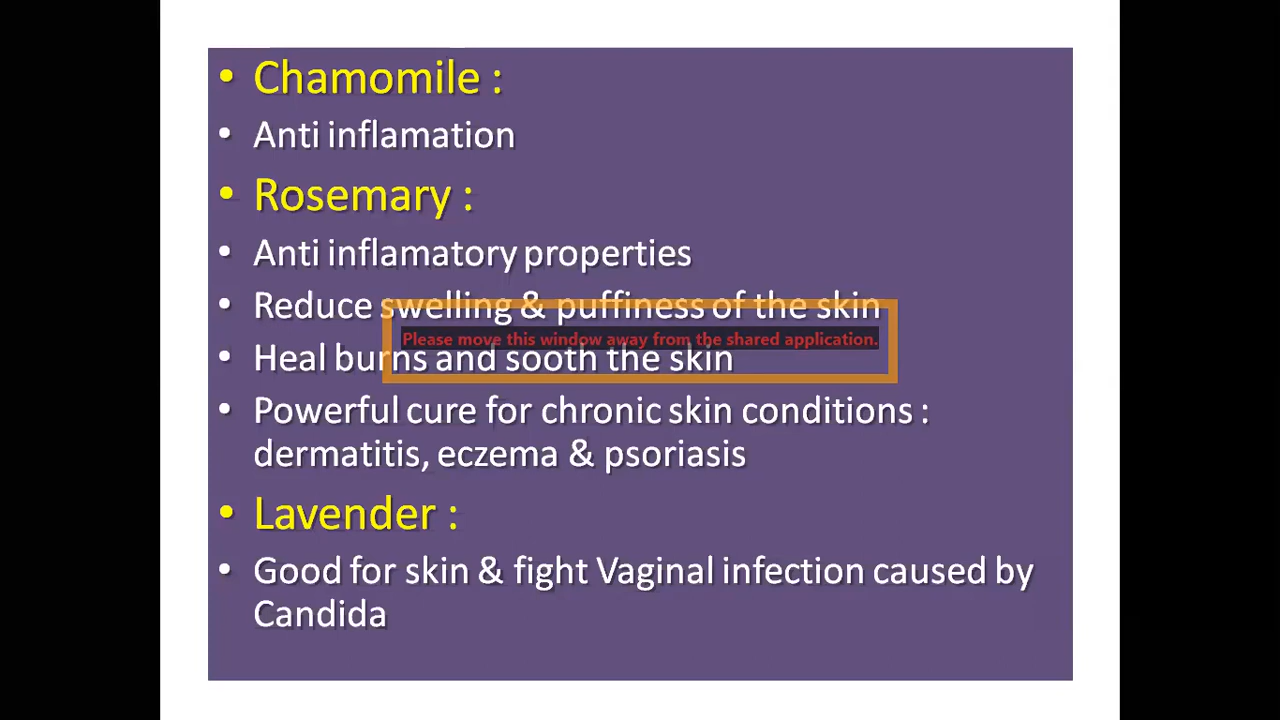 • Chamomile :
• Anti inflamation
• Rosemary :
• Anti inflamatory properties
• Reduce swelling & puffiness of the skin
Please move this window away from the shared application.
• Heal burns and sooth the skin
• Powerful cure for chronic skin conditions :
dermatitis, eczema & psoriasis
• Lavender :
• Good for skin & fight Vaginal infection caused by
Candida